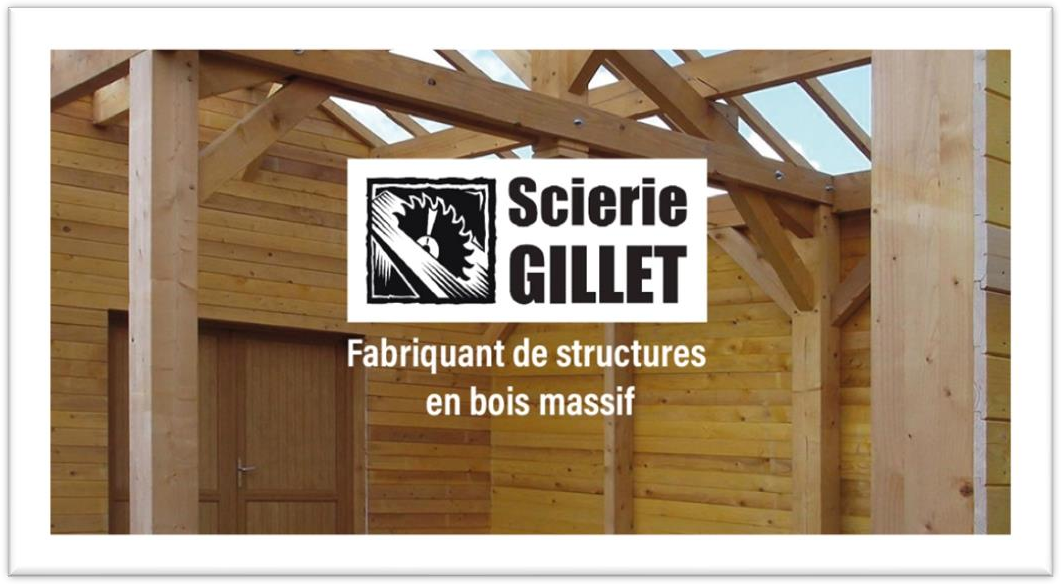 Scierie
GILLET
Fabriquant de structures
en bois massif